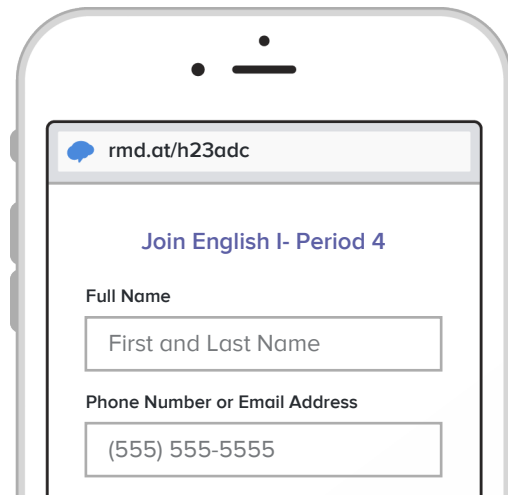 rmd.at/h23adc
Join English I- Period 4
Full Name
First and Last Name
Phone Number or Email Address
(555) 555-5555